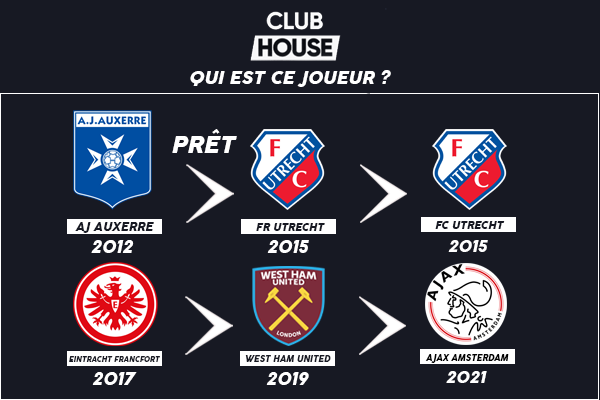 CLUB
HOUSE
QUI EST CE JOUEUR ?
A.J.AUXERRE
PRÊT
F
UTRECHT
C
F
UTRECHT
C
AJ AUXERRE
FR UTRECHT
FC UTRECHT
2012
2015
2015
F
WEST HAM
UNITED
LONDON
AJAX
AMSTERDAM
EINTRACHT FRANCFORT
WEST HAM UNITED
AJAX AMSTERDAM
2017
2019
2021